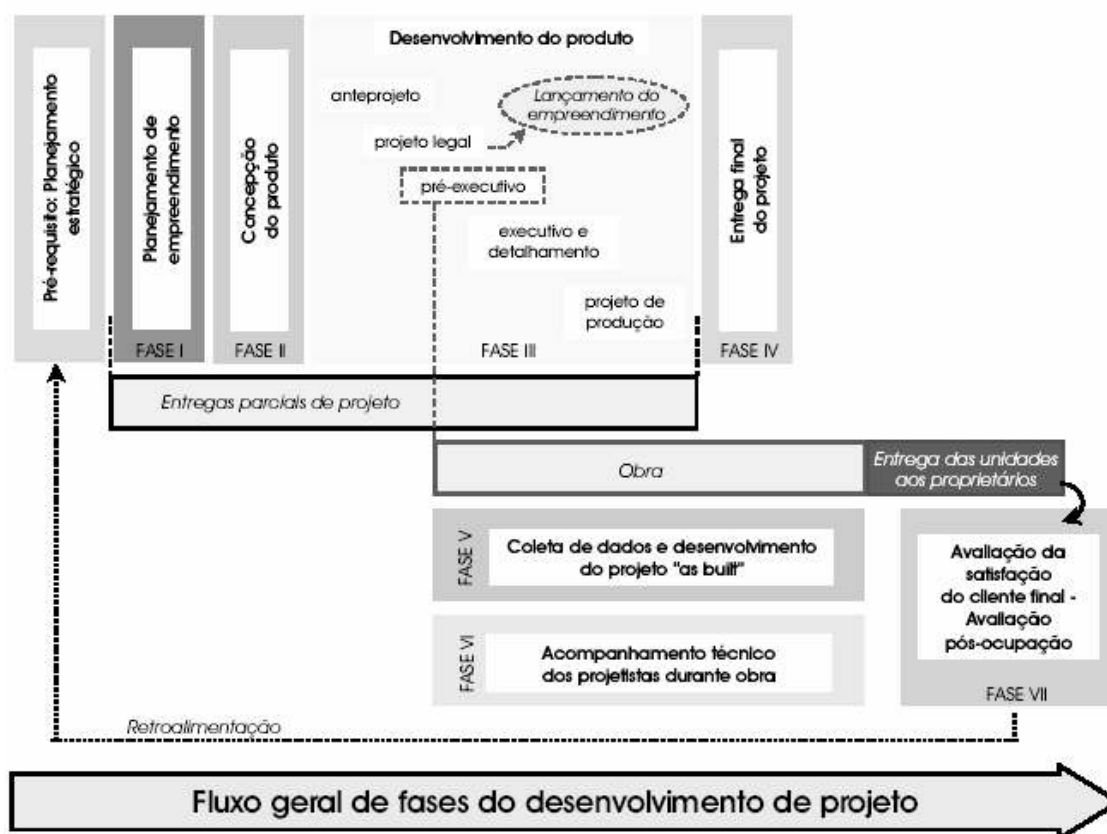 Pré-requisito: Planejamento
estratégico
Planejamento de
empreendimento
FASE I
Concepção
do produto
FASE II
Desenvolvimento do produto
anteprojeto
Lançamento do
empreendimento
projeto legal
pré-executivo
executivo e
detalhamento
projeto de
produção
FASE III
Entrega final
do projeto
FASE IV
Entregas parciais de projeto
Obra
Entrega das unidades
aos proprietários
FASE V
Coleta de dados e desenvolvimento
do projeto "as built"
FASE VI
Acompanhamento técnico
dos projetistas durante obra
Avaliação da
satisfação
do cliente final -
Avaliação
pós-ocupação
FASE VII
Retroalimentação
Fluxo geral de fases do desenvolvimento de projeto